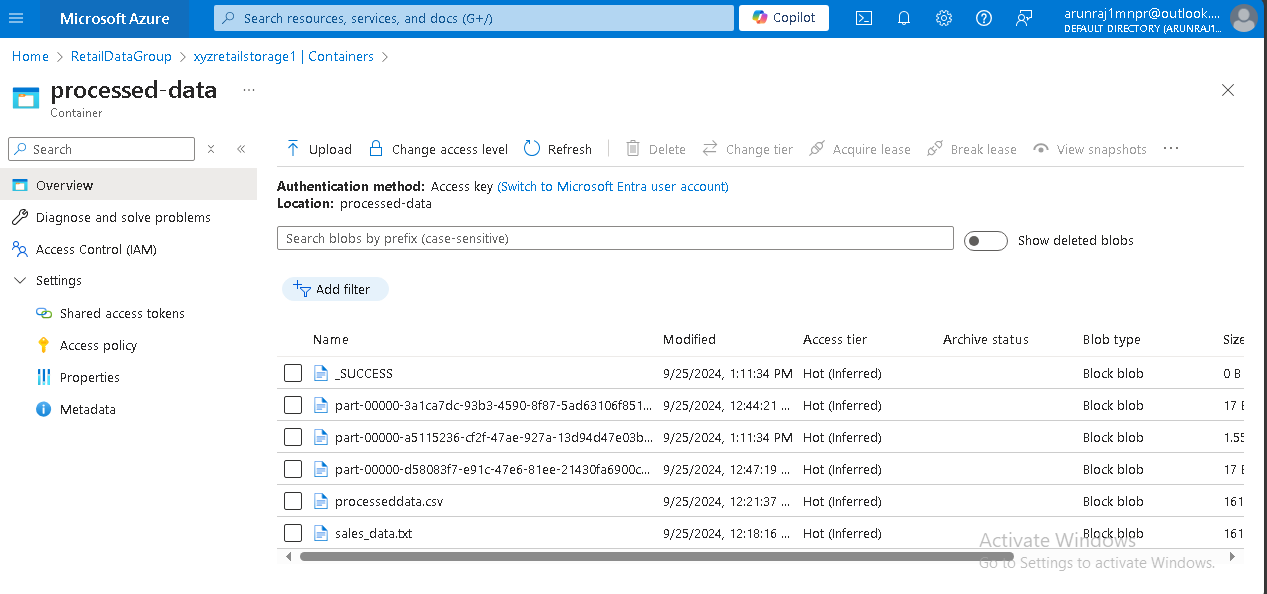 Microsoft Azure
Search resources, services, and docs (G+/)
Copilot
arunraj1mnpr@outlook....
DEFAULT DIRECTORY (ARUNRAJ1...
Home > RetailDataGroup > xyzretailstorage1 | Containers >
processed-data ...
Container
Search
Upload Change access level Refresh Delete Change tier Acquire lease Break lease View snapshots ...
Overview
Diagnose and solve problems
Access Control (IAM)
Settings
Shared access tokens
Access policy
Properties
Metadata
Authentication method: Access key (Switch to Microsoft Entra user account)
Location: processed-data
Search blobs by prefix (case-sensitive)
Show deleted blobs
Add filter
Name Modified Access tier Archive status Blob type Size
_SUCCESS 9/25/2024, 1:11:34 PM Hot (Inferred) Block blob 0 B
part-00000-3a1ca7dc-93b3-4590-8f87-5ad63106f851... 9/25/2024, 12:44:21 ... Hot (Inferred) Block blob 17
part-00000-a5115236-cf2f-47ae-927a-13d94d47e03b... 9/25/2024, 1:11:34 PM Hot (Inferred) Block blob 1.55
part-00000-d58083f7-e91c-47e6-81ee-21430fa6900c... 9/25/2024, 12:47:19 ... Hot (Inferred) Block blob 17
processeddata.csv 9/25/2024, 12:21:37 ... Hot (Inferred) Block blob 161
sales_data.txt 9/25/2024, 12:18:16 ... Hot (Inferred) Block blob 161
Activate Windows
Go to Settings to activate Windows.